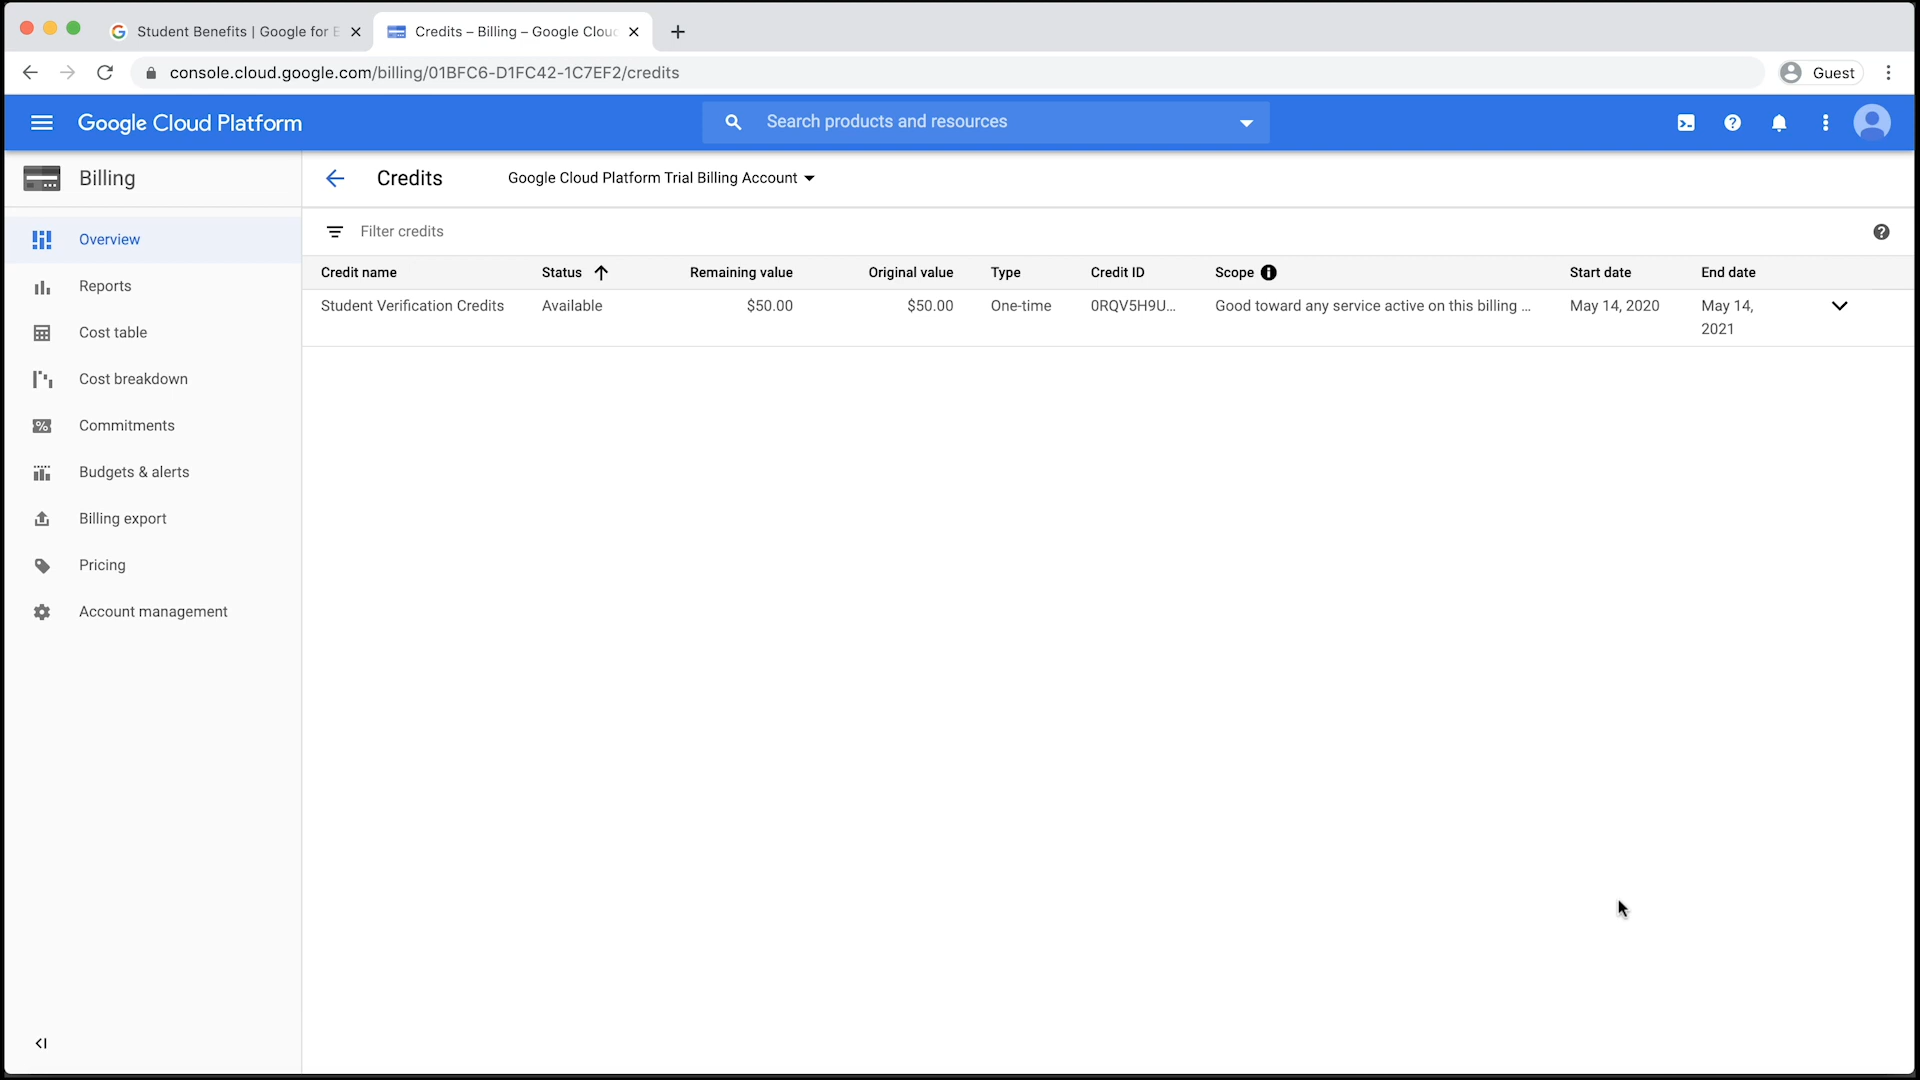 Student Benefits | Google for E
Credits – Billing – Google Clou
console.cloud.google.com/billing/01BFC6-D1FC42-1C7EF2/credits
Guest
Google Cloud Platform
Search products and resources
Billing
Credits
Google Cloud Platform Trial Billing Account
Overview
Reports
Cost table
Cost breakdown
Commitments
Budgets & alerts
Billing export
Pricing
Account management
Filter credits
Credit name Status Remaining value Original value Type Credit ID Scope Start date End date
Student Verification Credits Available $50.00 $50.00 One-time 0RQV5H9U... Good toward any service active on this billing ... May 14, 2020 May 14,
2021